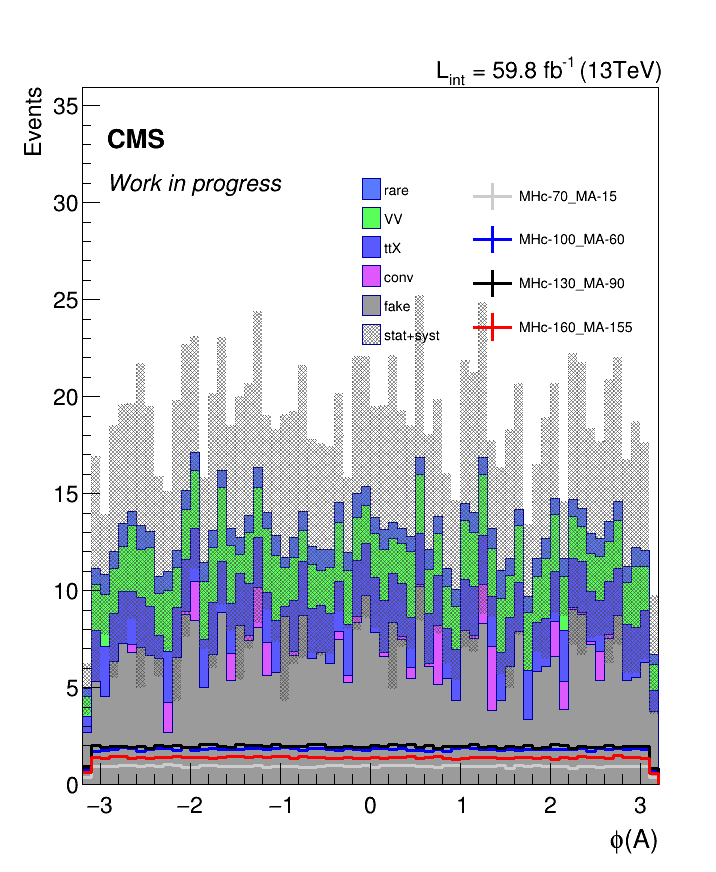 L_int = 59.8 fb^-1 (13TeV)
Events
35
30
25
20
15
10
5
0
CMS
Work in progress
rare
VV
ttX
conv
fake
stat+syst
MHc-70_MA-15
MHc-100_MA-60
MHc-130_MA-90
MHc-160_MA-155
−3 −2 −1 0 1 2 3
ϕ(A)